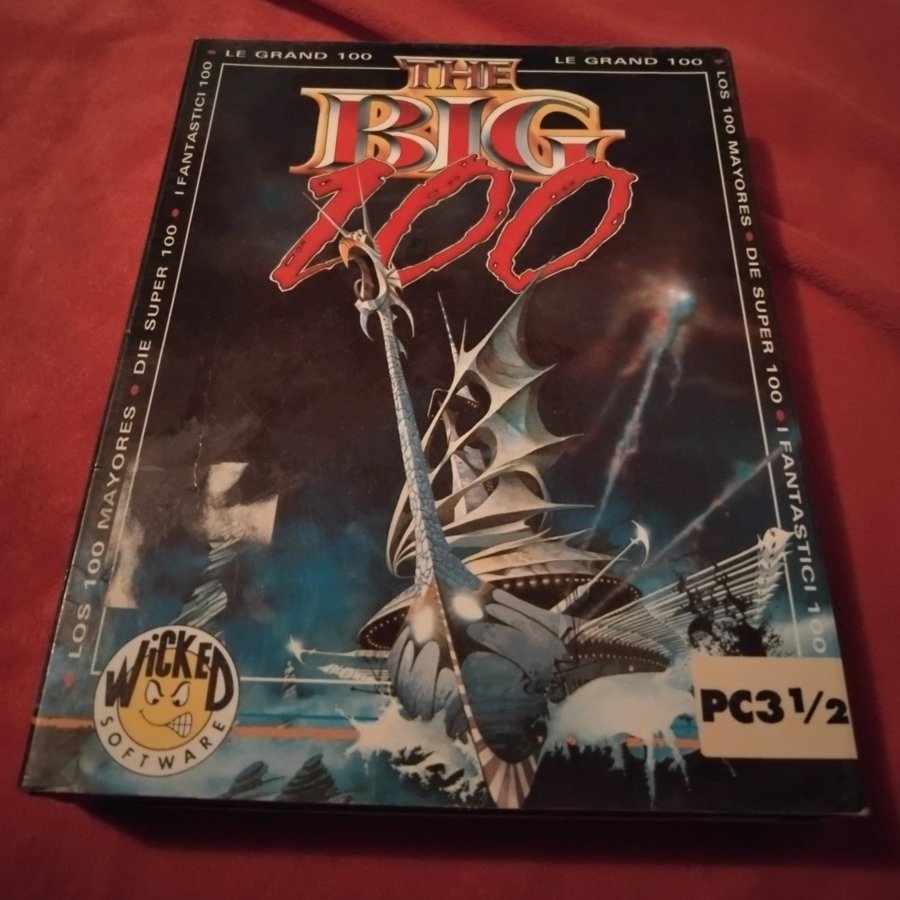 LE GRAND 100
LE GRAND 100
THE
BIG
100
LOS 100 MAYORES • DIE SUPER 100 • I FANTASTICI 100
LOS 100 MAYORES • DIE SUPER 100 • I FANTASTICI 100
WiCKED
SOFTWARE
PC3 1/2